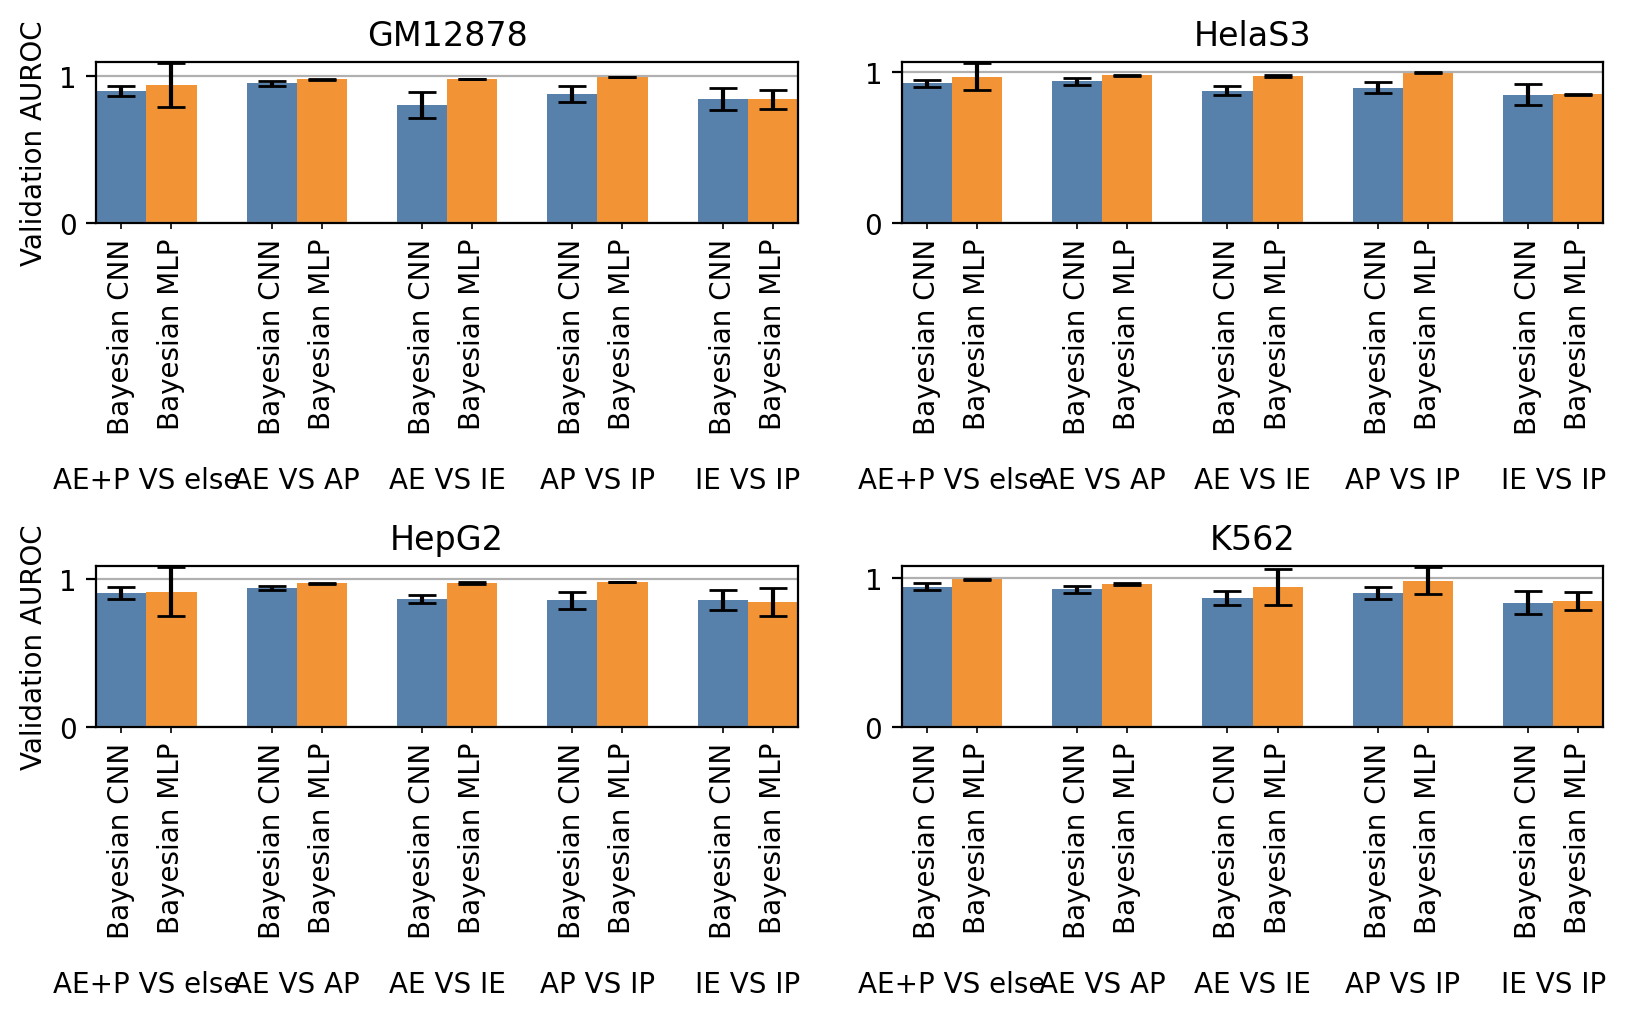 GM12878
Validation AUROC
1
0
Bayesian CNN
Bayesian MLP
Bayesian CNN
Bayesian MLP
Bayesian CNN
Bayesian MLP
Bayesian CNN
Bayesian MLP
Bayesian CNN
Bayesian MLP
AE+P VS else
AE VS AP
AE VS IE
AP VS IP
IE VS IP
HelaS3
1
0
Bayesian CNN
Bayesian MLP
Bayesian CNN
Bayesian MLP
Bayesian CNN
Bayesian MLP
Bayesian CNN
Bayesian MLP
Bayesian CNN
Bayesian MLP
AE+P VS else
AE VS AP
AE VS IE
AP VS IP
IE VS IP
HepG2
Validation AUROC
1
0
Bayesian CNN
Bayesian MLP
Bayesian CNN
Bayesian MLP
Bayesian CNN
Bayesian MLP
Bayesian CNN
Bayesian MLP
Bayesian CNN
Bayesian MLP
AE+P VS else
AE VS AP
AE VS IE
AP VS IP
IE VS IP
K562
1
0
Bayesian CNN
Bayesian MLP
Bayesian CNN
Bayesian MLP
Bayesian CNN
Bayesian MLP
Bayesian CNN
Bayesian MLP
Bayesian CNN
Bayesian MLP
AE+P VS else
AE VS AP
AE VS IE
AP VS IP
IE VS IP